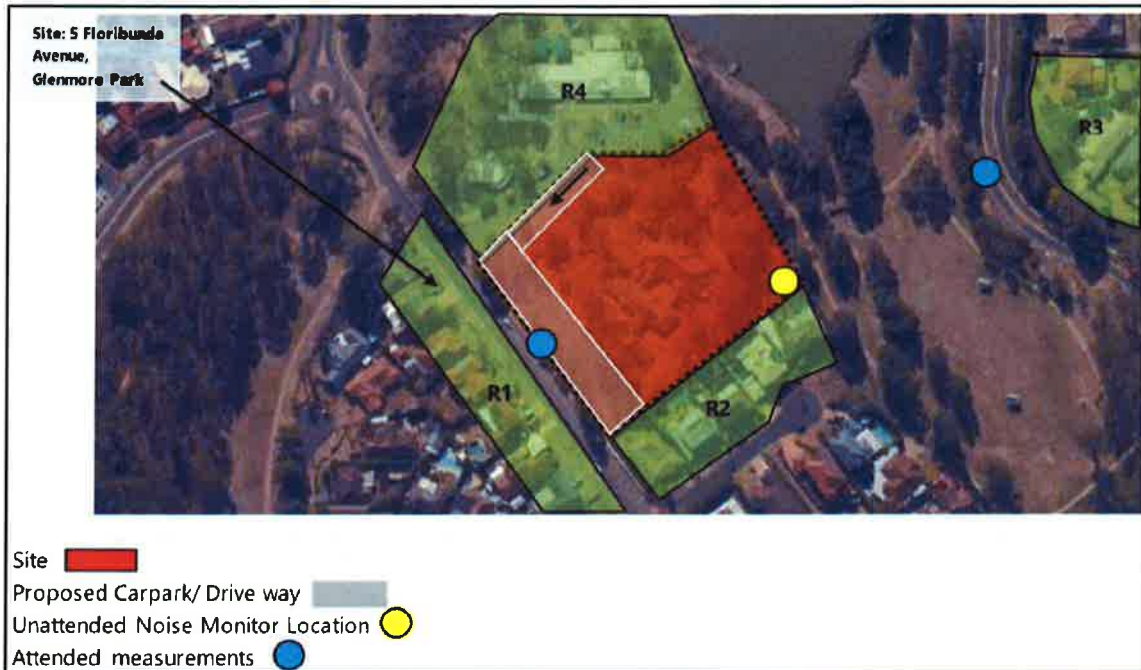 Site: 5 Floribunda
Avenue,
Glenmore Park
R4
R3
R1
R2
Site
Proposed Carpark/ Drive way
Unattended Noise Monitor Location
Attended measurements